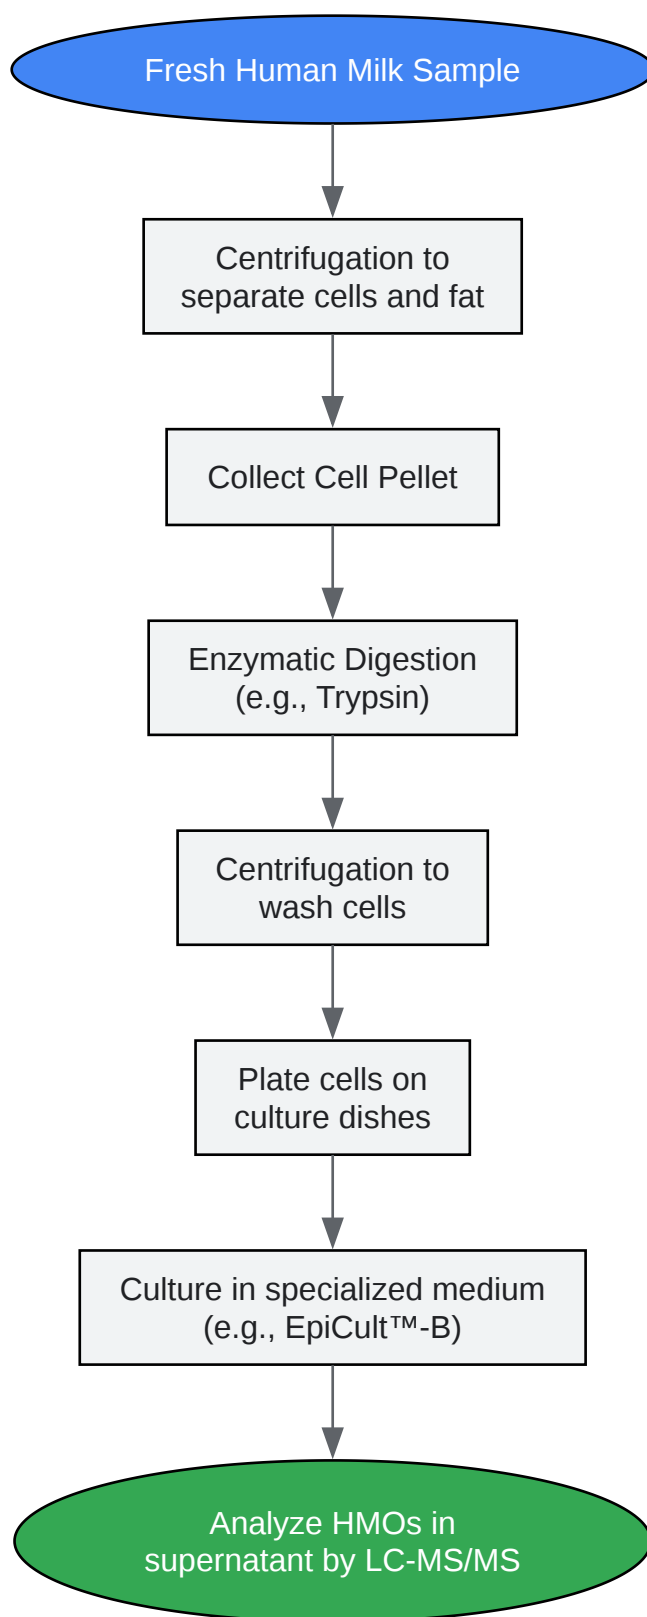 Fresh Human Milk Sample
Centrifugation to
separate cells and fat
Collect Cell Pellet
Enzymatic Digestion
(e.g., Trypsin)
Centrifugation to
wash cells
Plate cells on
culture dishes
Culture in specialized medium
(e.g., EpiCult™-B)
Analyze HMOs in
supernatant by LC-MS/MS